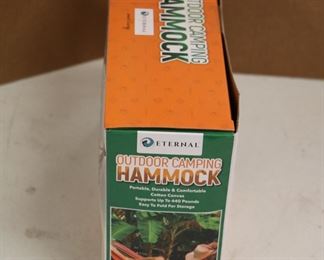 OUTDOOR CAMPING
HAMMOCK
ETERNAL
ETERNAL
OUTDOOR CAMPING
HAMMOCK
Portable, Durable & Comfortable
Cotton Canvas
Supports Up To 440 Pounds
Easy To Fold For Storage